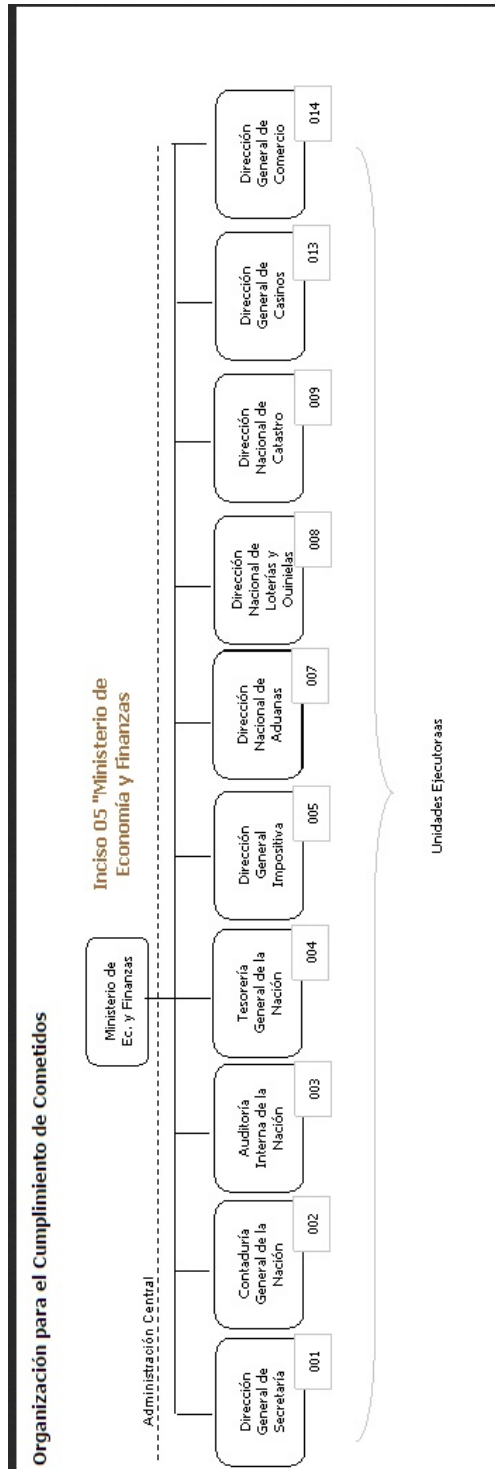 Organización para el Cumplimiento de Cometidos
Inciso 05 "Ministerio de
Economía y Finanzas
Ministerio de
Ec. y Finanzas
Administración Central
Dirección
General de
Secretaría
001
Contaduría
General de la
Nación
002
Auditoría
Interna de la
Nación
003
Tesorería
General de la
Nación
004
Dirección
General
Impositiva
005
Dirección
Nacional de
Aduanas
007
Dirección
Nacional de
Loterías y
Quinielas
008
Dirección
Nacional de
Catastro
009
Dirección
General de
Casinos
013
Dirección
General de
Comercio
014
Unidades Ejecutoraas